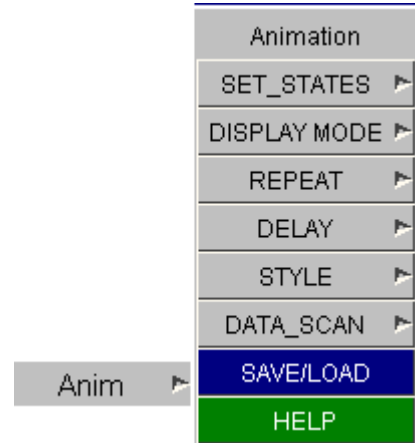 Animation
SET_STATES
DISPLAY MODE
REPEAT
DELAY
STYLE
DATA_SCAN
Anim
SAVE/LOAD
HELP